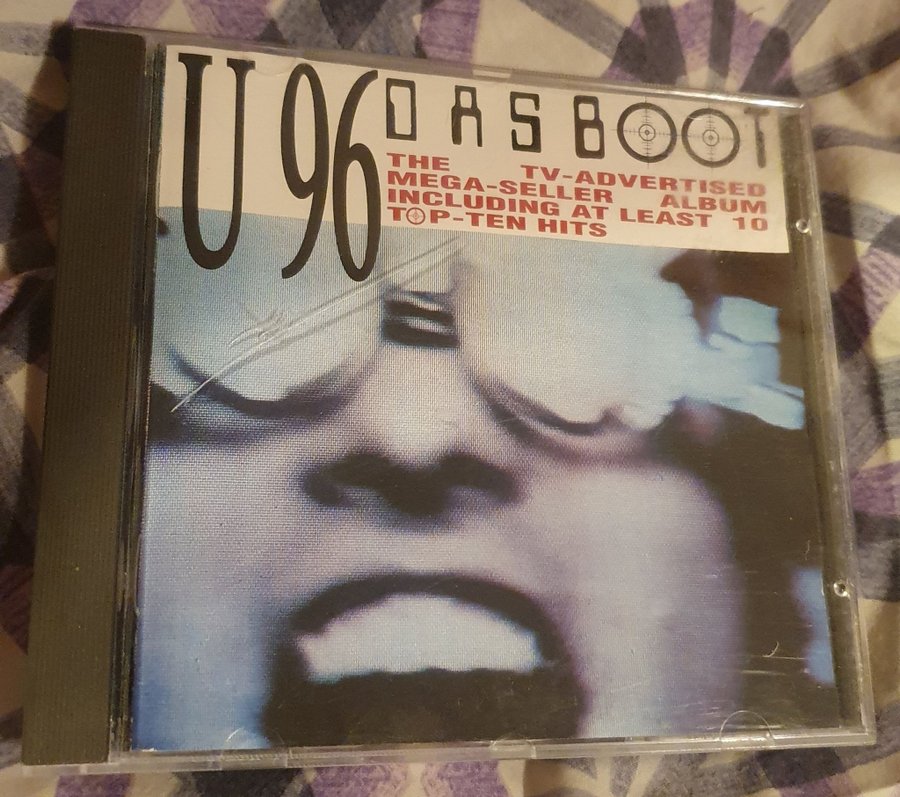 U 96 DAS BOOT
THE TV-ADVERTISED
MEGA-SELLER ALBUM
INCLUDING AT LEAST 10
TOP-TEN HITS